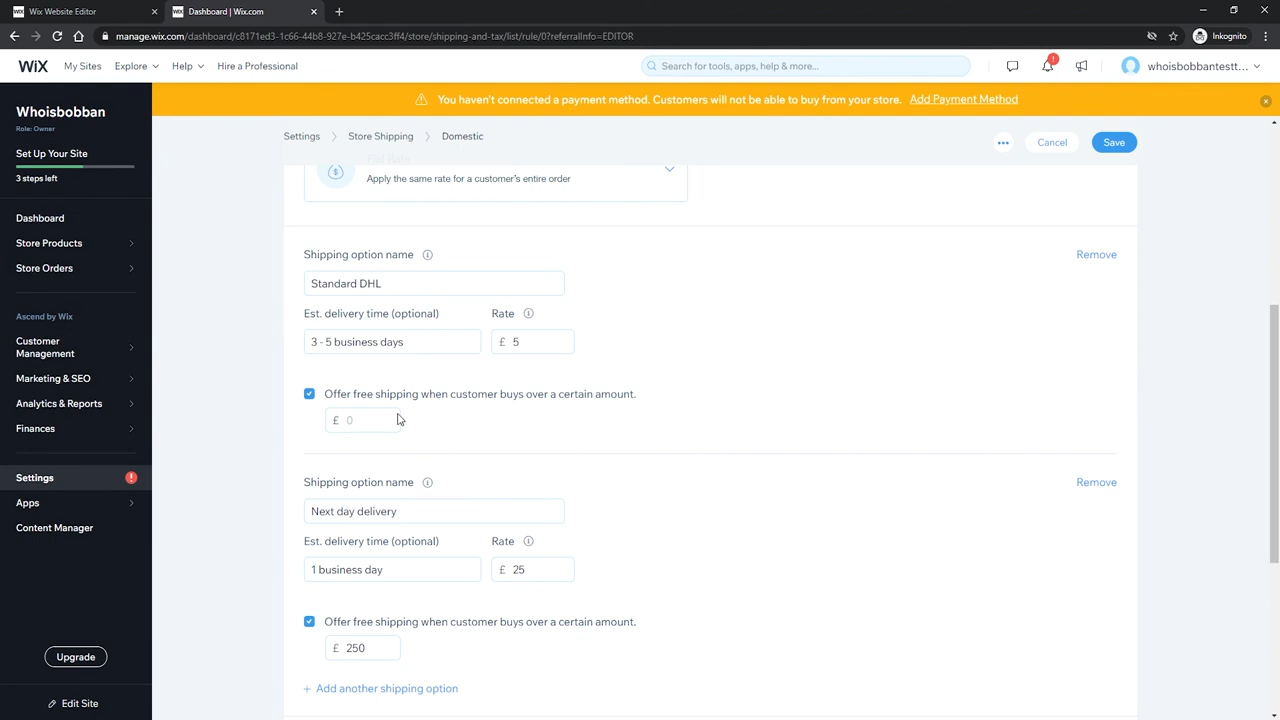 Wix Website Editor
Dashboard | Wix.com
manage.wix.com/dashboard/c8171ed3-1c66-44b8-927e-b425cacc3ff4/store/shipping-and-tax/list/rule/0?referralInfo=EDITOR
Inkognito
WiX
My Sites
Explore
Help
Hire a Professional
Search for tools, apps, help & more...
1
whoisbobbantestt...
You haven't connected a payment method. Customers will not be able to buy from your store. Add Payment Method
Whoisbobban
Role: Owner
Set Up Your Site
3 steps left
Dashboard
Store Products
Store Orders
Ascend by Wix
Customer
Management
Marketing & SEO
Analytics & Reports
Finances
Settings
Apps
Content Manager
Upgrade
Edit Site
Settings
Store Shipping
Domestic
Cancel
Save
Flat Rate
Apply the same rate for a customer's entire order
Shipping option name
Remove
Standard DHL
Est. delivery time (optional)
Rate
3 - 5 business days
£ 5
Offer free shipping when customer buys over a certain amount.
£ 0
Shipping option name
Remove
Next day delivery
Est. delivery time (optional)
Rate
1 business day
£ 25
Offer free shipping when customer buys over a certain amount.
£ 250
+ Add another shipping option